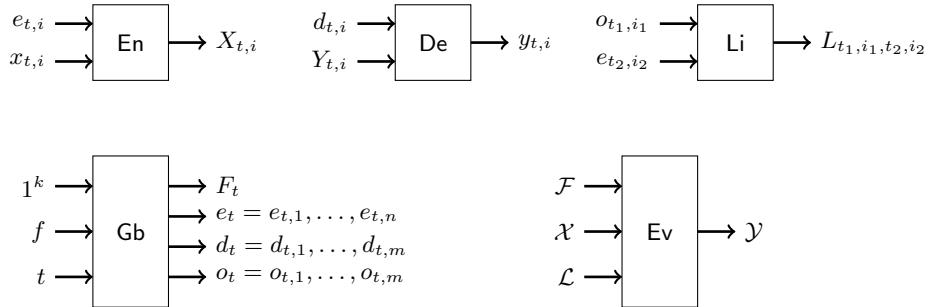 e_{t,i} En X_{t,i} d_{t,i} De y_{t,i} o_{t_1,i_1} Li L_{t_1,i_1,t_2,i_2}
x_{t,i} Y_{t,i} e_{t_2,i_2}
1^k F_t 𝓕
e_t = e_{t,1}, . . . , e_{t,n}
f Gb 𝒳 Ev 𝒴
d_t = d_{t,1}, . . . , d_{t,m}
t o_t = o_{t,1}, . . . , o_{t,m} 𝓛